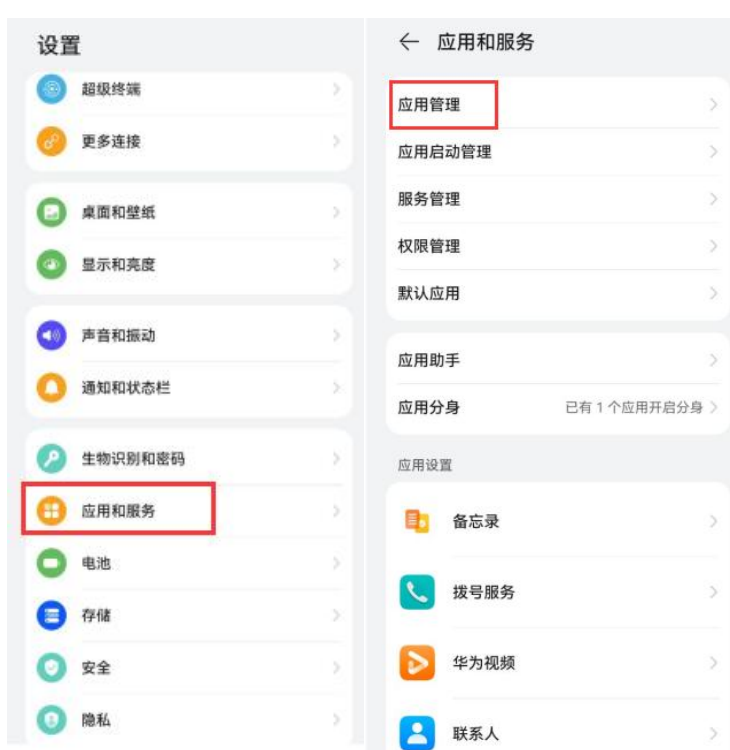 设置
超级终端
更多连接
桌面和壁纸
显示和亮度
声音和振动
通知和状态栏
生物识别和密码
应用和服务
电池
存储
安全
隐私
应用和服务
应用管理
应用启动管理
服务管理
权限管理
默认应用
应用助手
应用分身 已有 1 个应用开启分身
应用设置
备忘录
拨号服务
华为视频
联系人